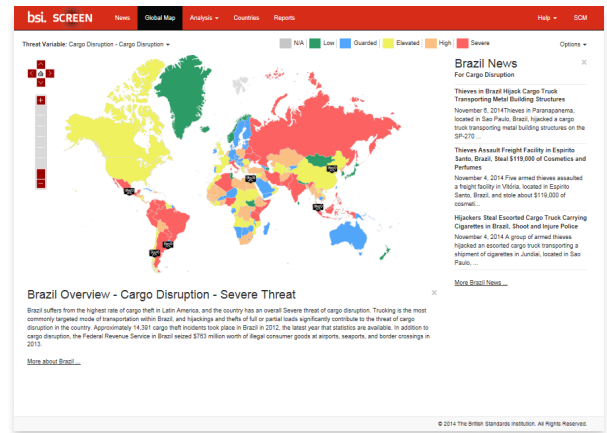 bsi. SCREEN News Global Map Analysis Countries Reports Help SCM
Threat Variable: Cargo Disruption - Cargo Disruption
N/A Low Guarded Elevated High Severe
Options
Brazil News
For Cargo Disruption
Thieves in Brazil Hijack Cargo Truck
Transporting Metal Building Structures
November 6, 2014Thieves in Paranapanema,
located in Sao Paulo, Brazil, hijacked a cargo
truck transporting metal building structures on the
SP-270 ...
Thieves Assault Freight Facility in Espirito
Santo, Brazil, Steal $119,000 of Cosmetics and
Perfumes
November 4, 2014 Five armed thieves assaulted
a freight facility in Vitória, located in Espirito
Santo, Brazil, and stole about $119,000 of
cosmeti...
Hijackers Steal Escorted Cargo Truck Carrying
Cigarettes in Brazil, Shoot and Injure Police
November 4, 2014 A group of armed thieves
hijacked an escorted cargo truck transporting a
shipment of cigarettes in Jundiai, located in Sao
Paulo, ...
More Brazil News ...
Brazil Overview - Cargo Disruption - Severe Threat
Brazil suffers from the highest rate of cargo theft in Latin America, and the country has an overall Severe threat of cargo disruption. Trucking is the most
commonly targeted mode of transportation within Brazil, and hijackings and thefts of full or partial loads significantly contribute to the threat of cargo
disruption in the country. Approximately 14,391 cargo theft incidents took place in Brazil in 2012, the latest year that statistics are available. In addition to
cargo disruption, the Federal Revenue Service in Brazil seized $763 million worth of illegal consumer goods at airports, seaports, and border crossings in
2013.
More about Brazil ...
© 2014 The British Standards Institution. All Rights Reserved.